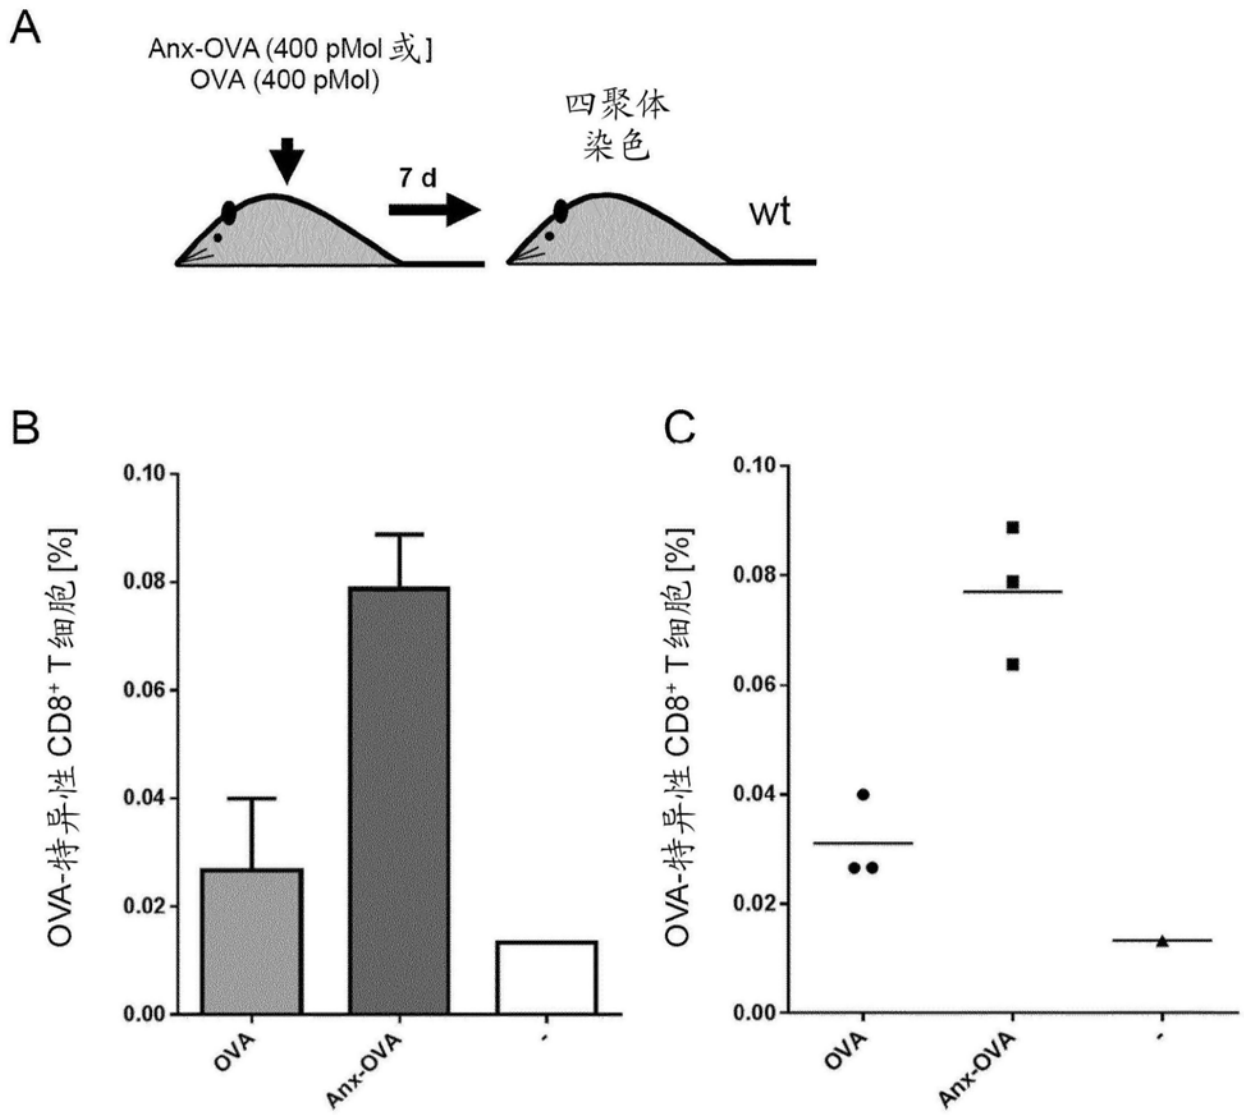 A
Anx-OVA (400 pMol 或]
OVA (400 pMol)
四聚体
染色
7 d
wt
B
OVA-特异性 CD8⁺ T细胞 [%]
0.10
0.08
0.06
0.04
0.02
0.00
OVA
Anx-OVA
-
C
OVA-特异性 CD8⁺ T细胞 [%]
0.10
0.08
0.06
0.04
0.02
0.00
OVA
Anx-OVA
-